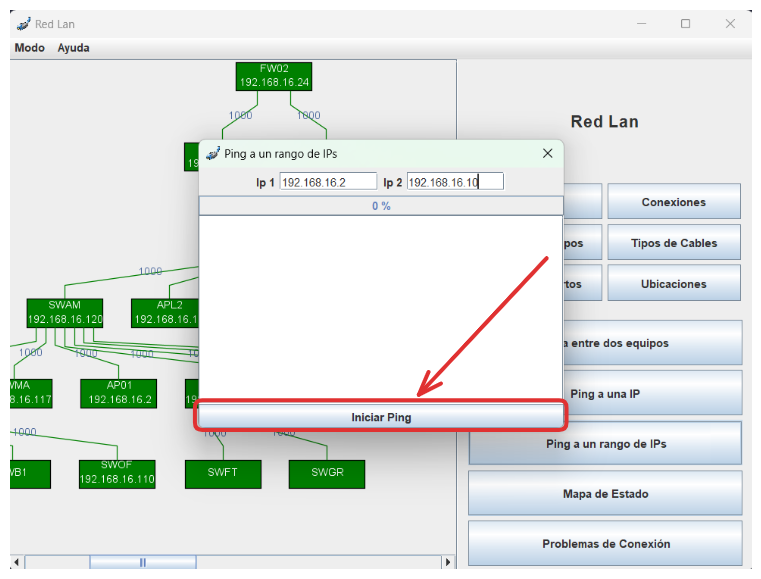 Red Lan
Modo Ayuda
FW02
192.168.16.24
1000 1000
Red Lan
19
Ping a un rango de IPs
Ip 1 192.168.16.2 Ip 2 192.168.16.10
0 %
Iniciar Ping
1000
SWAM
192.168.16.120
APL2
192.168.16.1
1000 1000 1000 10
VMA
8.16.117
AP01
192.168.16.2
19
1000 1000 1000
WB1
SWOF
192.168.16.110
SWFT
SWGR
Conexiones
pos
Tipos de Cables
tos
Ubicaciones
a entre dos equipos
Ping a una IP
Ping a un rango de IPs
Mapa de Estado
Problemas de Conexión